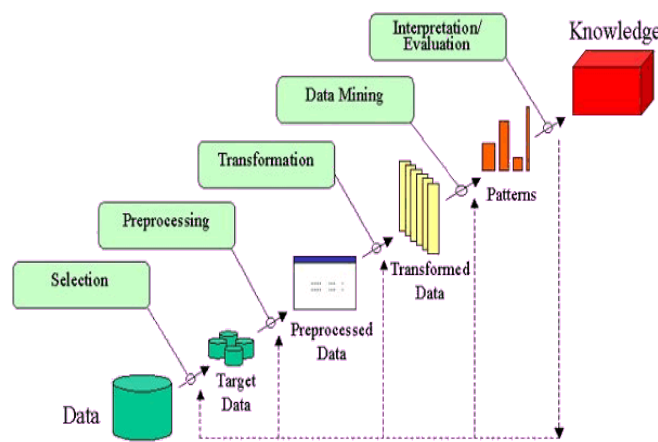 Interpretation/
Evaluation
Knowledge
Data Mining
Transformation
Patterns
Preprocessing
Transformed
Data
Selection
Preprocessed
Data
Target
Data
Data